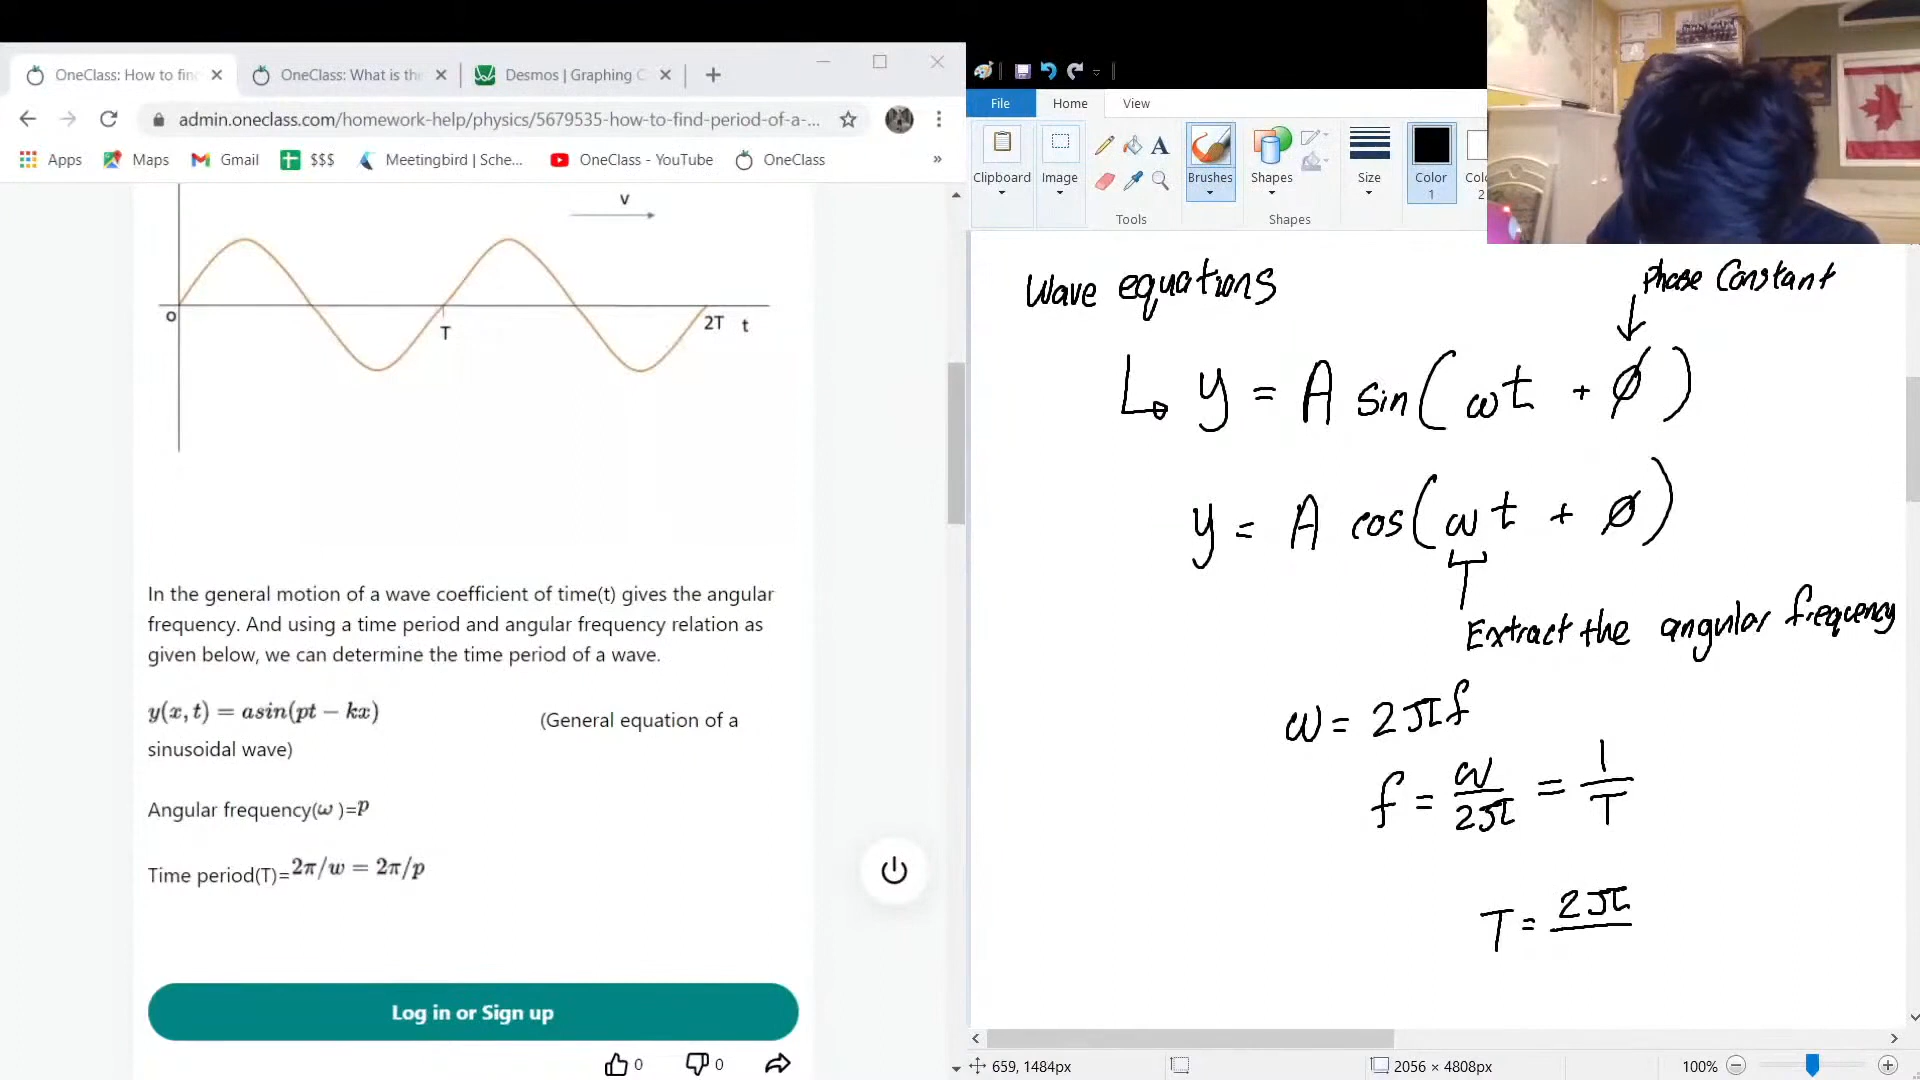 OneClass: How to fin
OneClass: What is the
Desmos | Graphing C
admin.oneclass.com/homework-help/physics/5679535-how-to-find-period-of-a-...
Apps
Maps
Gmail
$$$
Meetingbird | Sche...
OneClass - YouTube
OneClass
»
v
o
T
2T t
In the general motion of a wave coefficient of time(t) gives the angular
frequency. And using a time period and angular frequency relation as
given below, we can determine the time period of a wave.
y(x, t) = asin(pt − kx) (General equation of a
sinusoidal wave)
Angular frequency(ω )=p
Time period(T)=2π/w = 2π/p
Log in or Sign up
0 0
File Home View
Clipboard
Image
A
Tools
Brushes
Shapes
Shapes
Size
Color
1
Colo
2
Wave equations
phase Constant
y = A sin(ωt + ø)
y = A cos(ωt + ø)
Extract the angular frequency
ω = 2πf
f = ω/2π = 1/T
T = 2π
659, 1484px
2056 × 4808px
100%